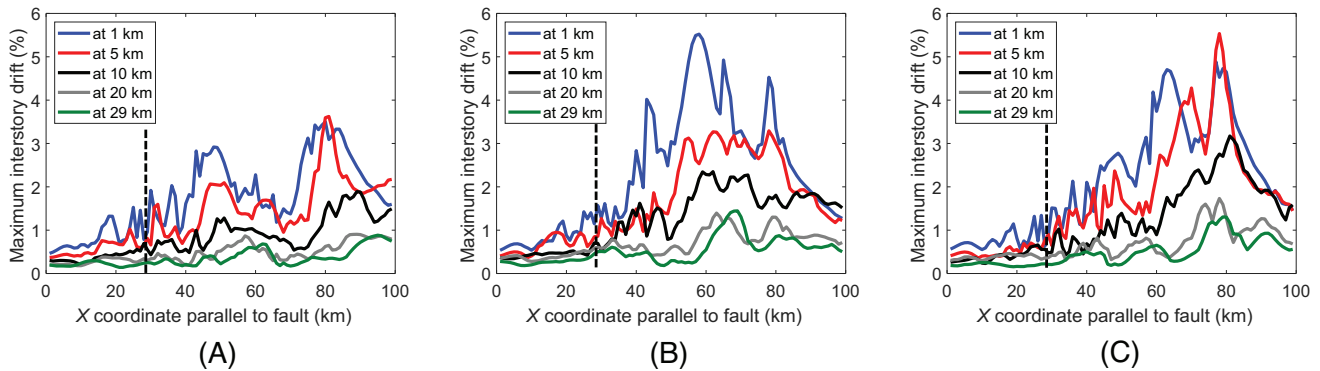 Maximum interstory drift (%)
6
5
4
3
2
1
0
at 1 km
at 5 km
at 10 km
at 20 km
at 29 km
0 20 40 60 80 100
X coordinate parallel to fault (km)
(A)
Maximum interstory drift (%)
6
5
4
3
2
1
0
at 1 km
at 5 km
at 10 km
at 20 km
at 29 km
0 20 40 60 80 100
X coordinate parallel to fault (km)
(B)
Maximum interstory drift (%)
6
5
4
3
2
1
0
at 1 km
at 5 km
at 10 km
at 20 km
at 29 km
0 20 40 60 80 100
X coordinate parallel to fault (km)
(C)